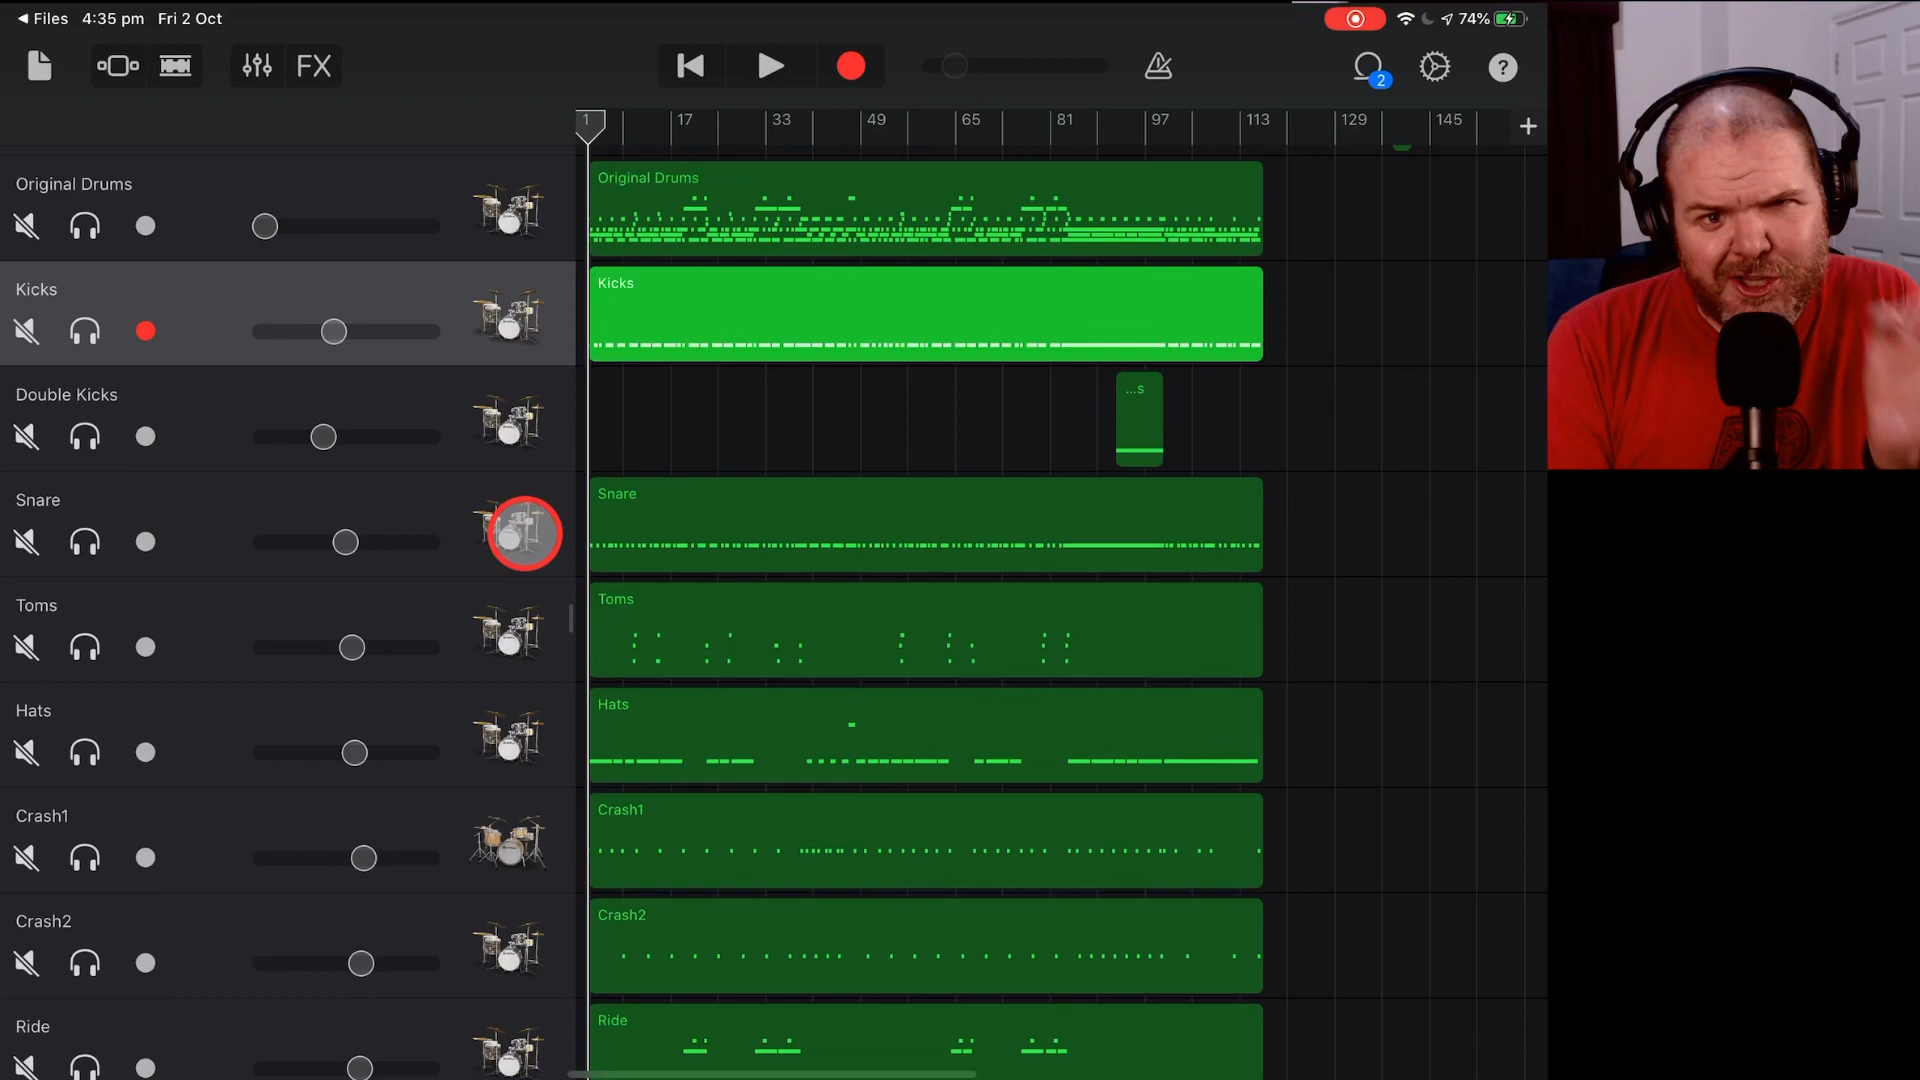 Files 4:35 pm Fri 2 Oct
74%
FX
2
?
1 17 33 49 65 81 97 113 129 145
Original Drums
Original Drums
Kicks
Kicks
Double Kicks
...s
Snare
Snare
Toms
Toms
Hats
Hats
Crash1
Crash1
Crash2
Crash2
Ride
Ride